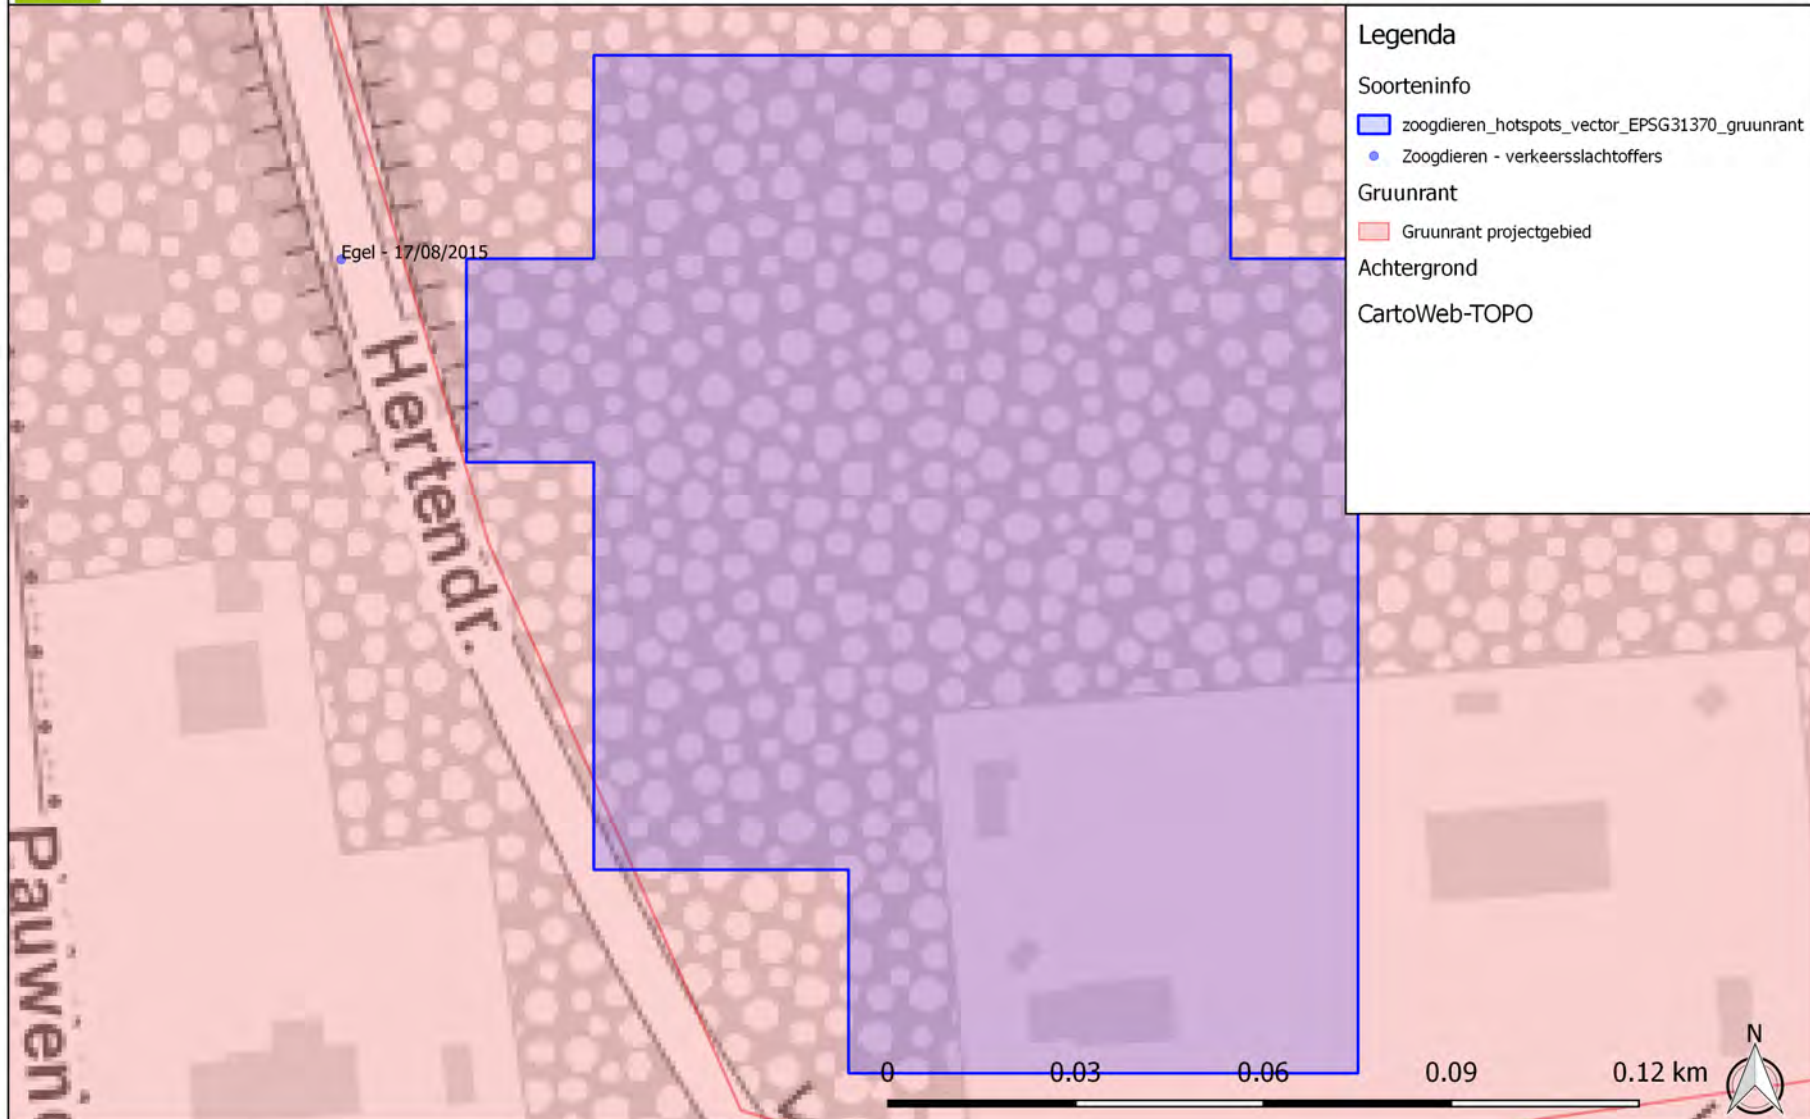 Legenda
Soorteninfo
zoogdieren_hotspots_vector_EPSG31370_gruunrant
Zoogdieren - verkeersslachtoffers
Gruunrant
Gruunrant projectgebied
Achtergrond
CartoWeb-TOPO
Egel - 17/08/2015
Hertendr.
Pauwen
0 0.03 0.06 0.09 0.12 km
N